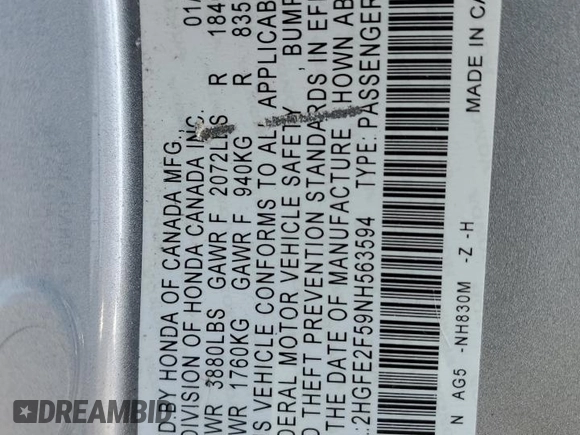 D BY HONDA OF CANADA MFG. 01/
DIVISION OF HONDA CANADA INC.
WR 3880LBS GAWR F 2072LBS R 184
WR 1760KG GAWR F 940KG R 835
S VEHICLE CONFORMS TO ALL APPLICAB
DERAL MOTOR VEHICLE SAFETY, BUMP
D THEFT PREVENTION STANDARDS IN EF
THE DATE OF MANUFACTURE HOWN AB
.:2HGFE2F59NH563594 TYPE: PASSENGER
N AG5 -NH830M -Z -H MADE IN CA
DREAMBID